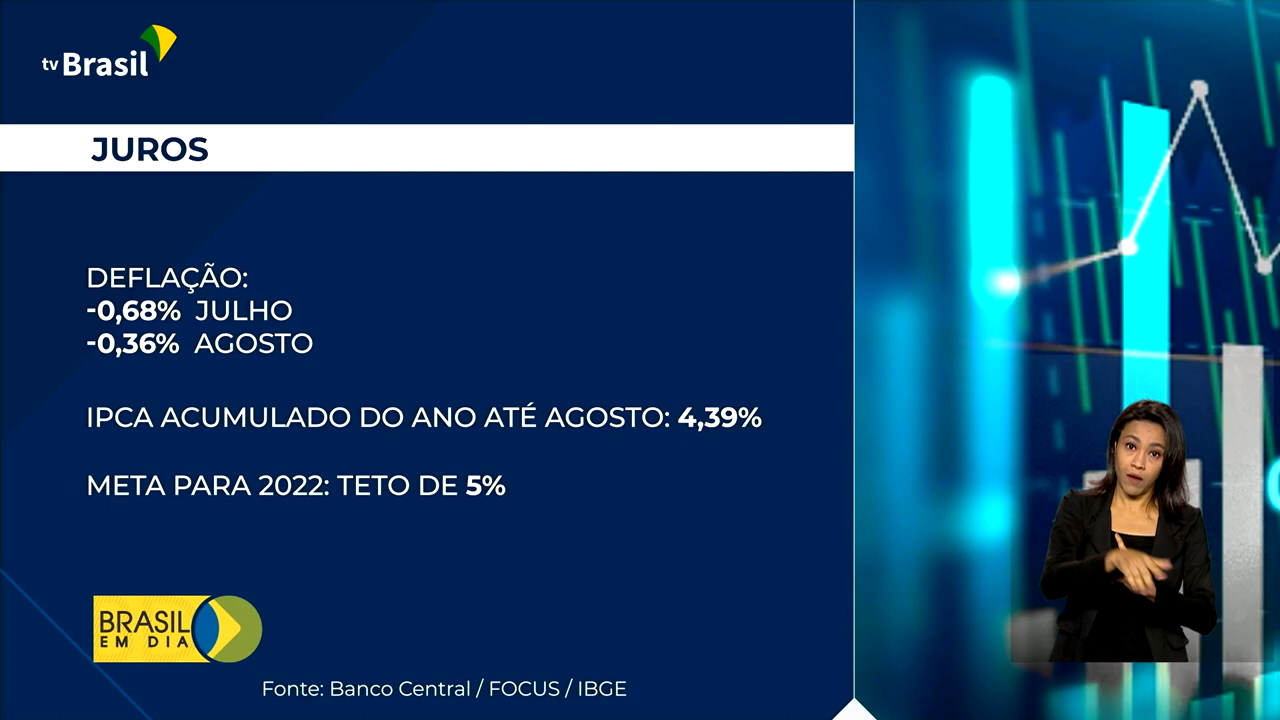 tv Brasil
JUROS
DEFLAÇÃO:
-0,68% JULHO
-0,36% AGOSTO
IPCA ACUMULADO DO ANO ATÉ AGOSTO: 4,39%
META PARA 2022: TETO DE 5%
BRASIL
EM DIA
Fonte: Banco Central / FOCUS / IBGE